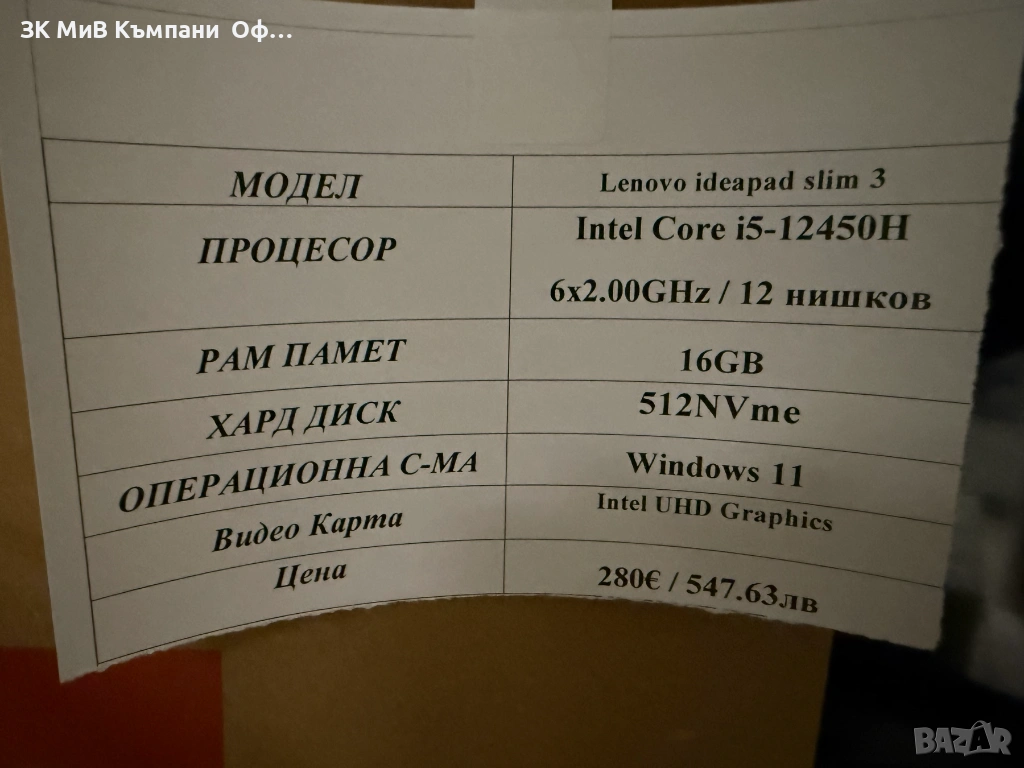 ЗК МиВ Къмпани Оф...
МОДЕЛ Lenovo ideapad slim 3
ПРОЦЕСОР Intel Core i5-12450H
6x2.00GHz / 12 нишков
РАМ ПАМЕТ 16GB
ХАРД ДИСК 512NVme
ОПЕРАЦИОННА С-МА Windows 11
Видео Карта Intel UHD Graphics
Цена 280€ / 547.63лв
BAZAR